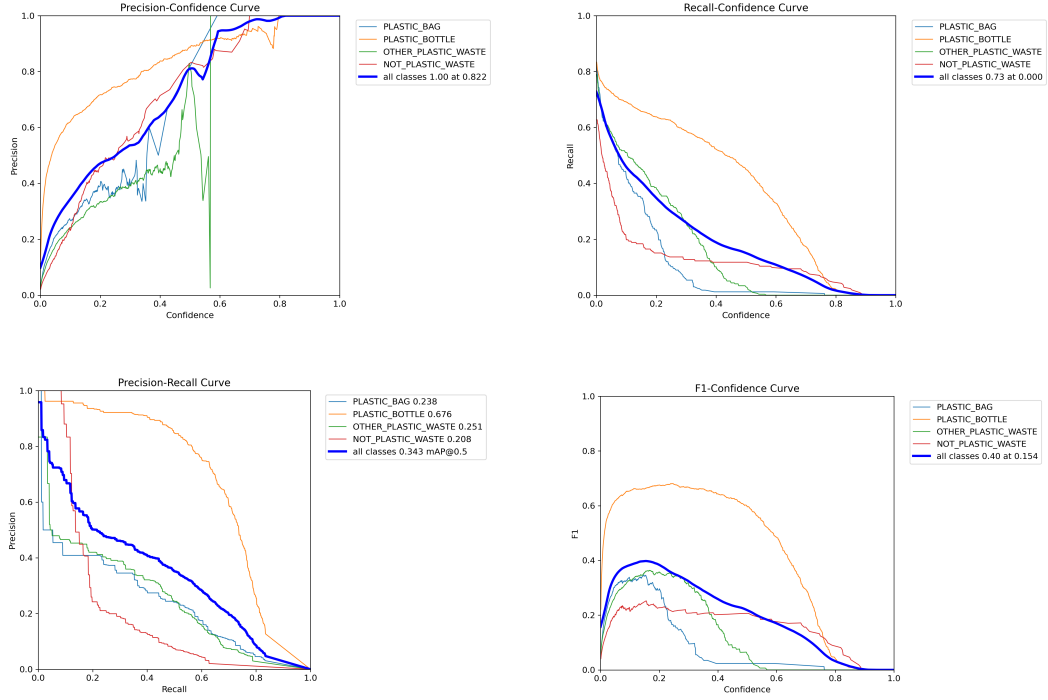 Precision-Confidence Curve
1.0
0.8
0.6
0.4
0.2
0.0
0.0 0.2 0.4 0.6 0.8 1.0
Precision
Confidence
PLASTIC_BAG
PLASTIC_BOTTLE
OTHER_PLASTIC_WASTE
NOT_PLASTIC_WASTE
all classes 1.00 at 0.822
Recall-Confidence Curve
1.0
0.8
0.6
0.4
0.2
0.0
0.0 0.2 0.4 0.6 0.8 1.0
Recall
Confidence
PLASTIC_BAG
PLASTIC_BOTTLE
OTHER_PLASTIC_WASTE
NOT_PLASTIC_WASTE
all classes 0.73 at 0.000
Precision-Recall Curve
1.0
0.8
0.6
0.4
0.2
0.0
0.0 0.2 0.4 0.6 0.8 1.0
Precision
Recall
PLASTIC_BAG 0.238
PLASTIC_BOTTLE 0.676
OTHER_PLASTIC_WASTE 0.251
NOT_PLASTIC_WASTE 0.208
all classes 0.343 mAP@0.5
F1-Confidence Curve
1.0
0.8
0.6
0.4
0.2
0.0
0.0 0.2 0.4 0.6 0.8 1.0
F1
Confidence
PLASTIC_BAG
PLASTIC_BOTTLE
OTHER_PLASTIC_WASTE
NOT_PLASTIC_WASTE
all classes 0.40 at 0.154